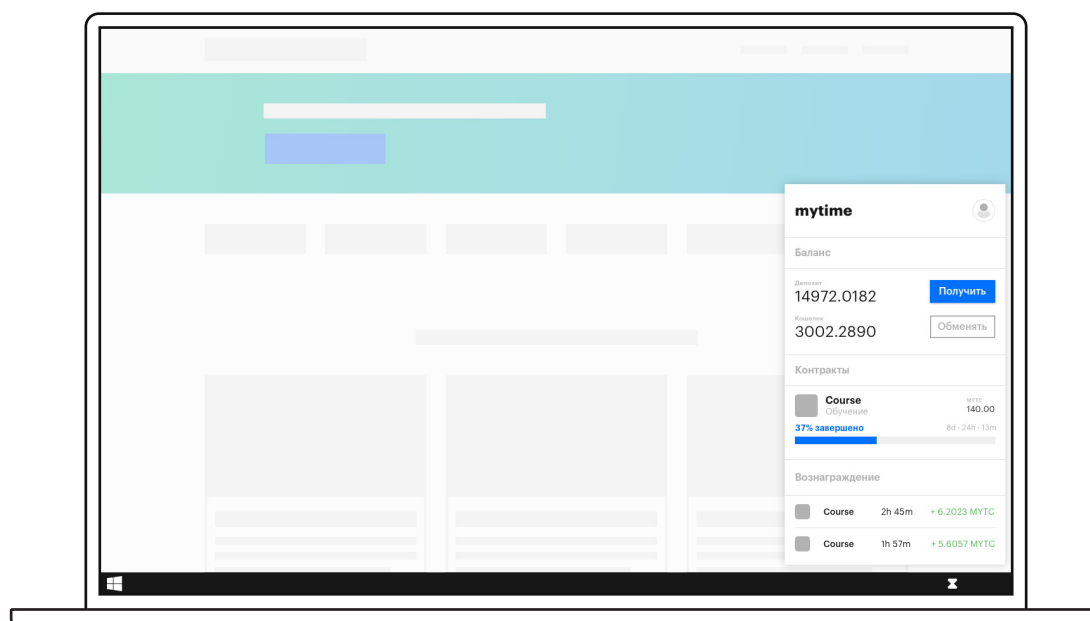 mytime
Баланс
Депозит
14972.0182
Получить
Кошелек
3002.2890
Обменять
Контракты
Course
Обучение
MYTC
140.00
37% завершено
8d - 24h - 13m
Вознаграждение
Course 2h 45m + 6.2023 MYTC
Course 1h 57m + 5.6057 MYTC